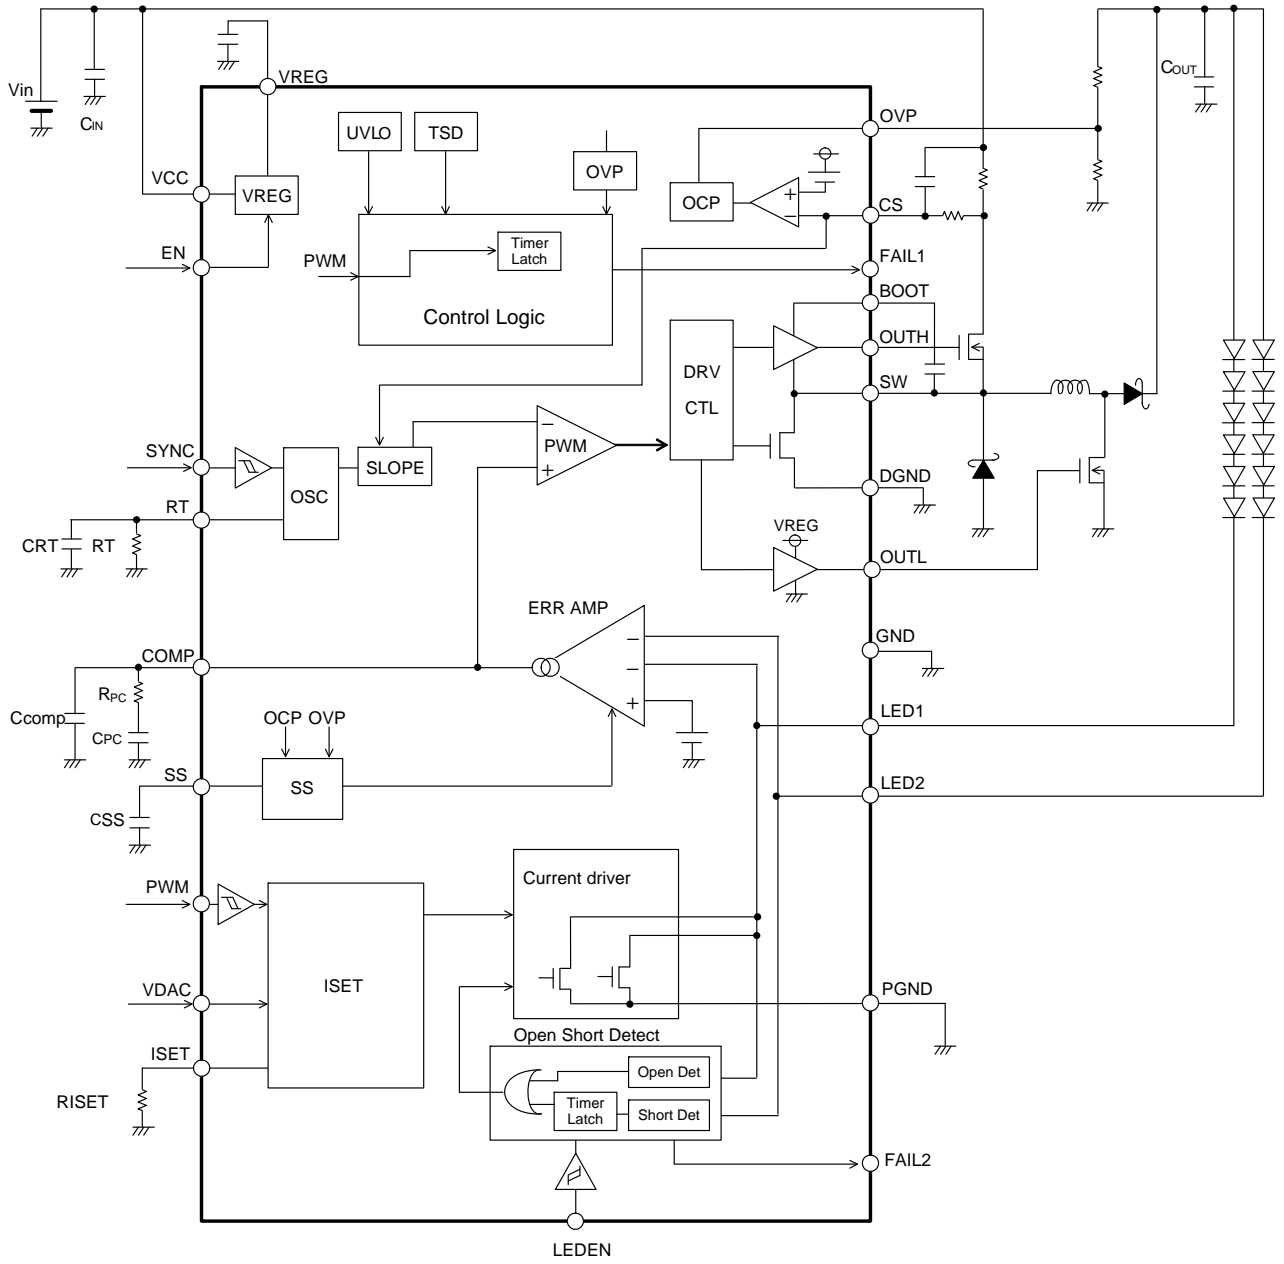 Vin
CIN
VREG
COUT
OVP
UVLO
TSD
OVP
VCC
VREG
OCP
+
−
CS
EN
PWM
Timer
Latch
FAIL1
Control Logic
BOOT
OUTH
DRV
CTL
SW
SYNC
SLOPE
−
PWM
+
OSC
DGND
RT
CRT
RT
VREG
OUTL
ERR AMP
−
−
+
GND
COMP
RPC
Ccomp
CPC
OCP OVP
LED1
SS
SS
CSS
LED2
PWM
Current driver
VDAC
ISET
PGND
ISET
Open Short Detect
RISET
Open Det
Timer
Latch
Short Det
FAIL2
LEDEN